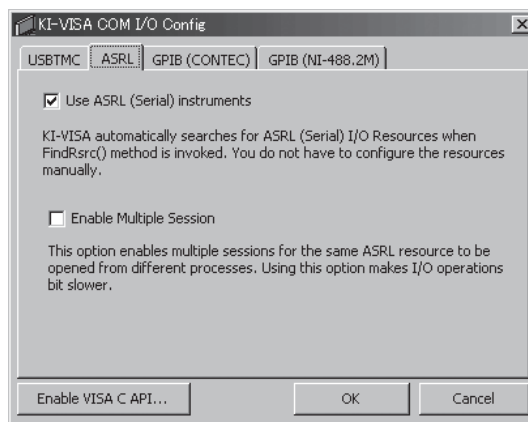 KI-VISA COM I/O Config
USBTMC ASRL GPIB (CONTEC) GPIB (NI-488.2M)
Use ASRL (Serial) instruments
KI-VISA automatically searches for ASRL (Serial) I/O Resources when
FindRsrc() method is invoked. You do not have to configure the resources
manually.
Enable Multiple Session
This option enables multiple sessions for the same ASRL resource to be
opened from different processes. Using this option makes I/O operations
bit slower.
Enable VISA C API... OK Cancel